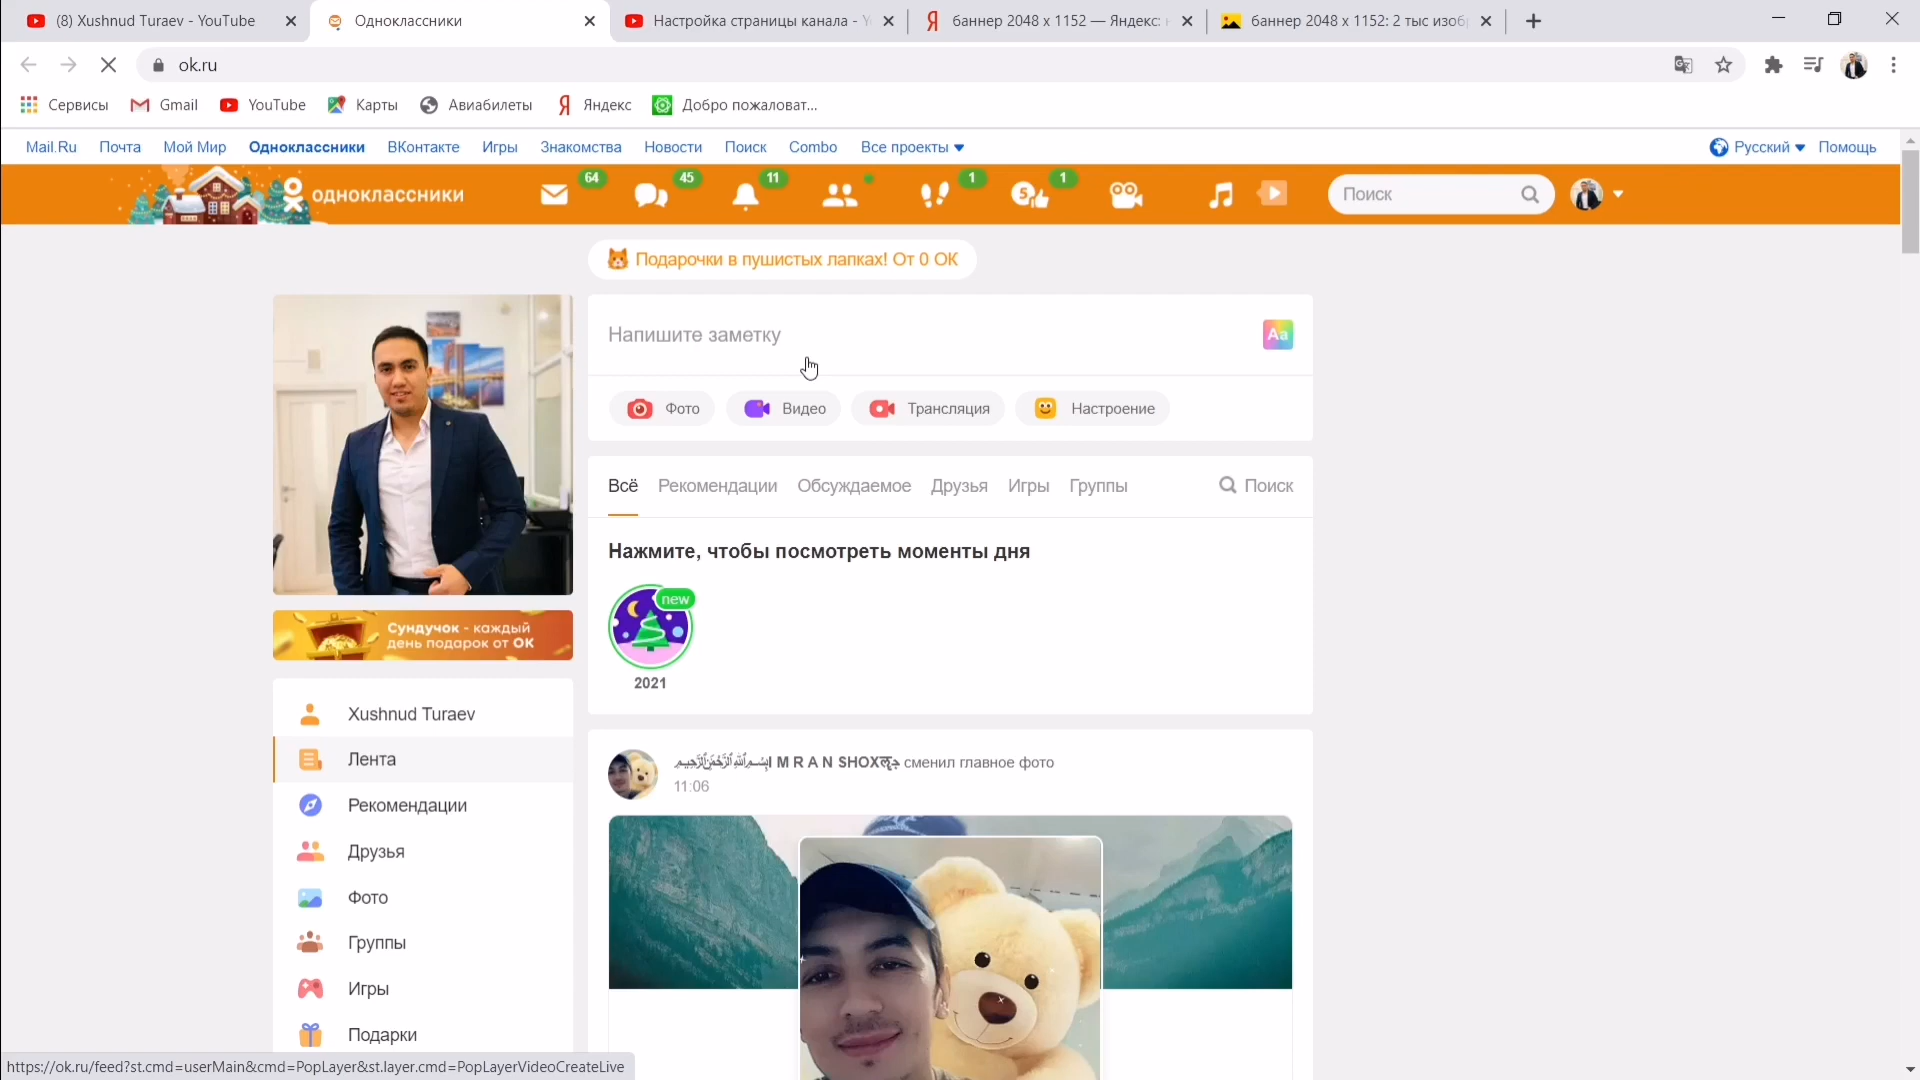 (8) Xushnud Turaev - YouTube
Одноклассники
Настройка страницы канала - Y
баннер 2048 x 1152 — Яндекс:
баннер 2048 x 1152: 2 тыс изоб
ok.ru
Сервисы
Gmail
YouTube
Карты
Авиабилеты
Яндекс
Добро пожаловат...
Mail.Ru
Почта
Мой Мир
Одноклассники
ВКонтакте
Игры
Знакомства
Новости
Поиск
Combo
Все проекты
Русский
Помощь
одноклассники
64
45
11
1
5
1
Поиск
Подарочки в пушистых лапках! От 0 ОК
Напишите заметку
Aa
Фото
Видео
Трансляция
Настроение
Всё
Рекомендации
Обсуждаемое
Друзья
Игры
Группы
Поиск
Нажмите, чтобы посмотреть моменты дня
new
2021
Сундучок - каждый
день подарок от ОК
Xushnud Turaev
Лента
Рекомендации
Друзья
Фото
Группы
Игры
Подарки
I M R A N SHOX сменил главное фото
11:06
https://ok.ru/feed?st.cmd=userMain&cmd=PopLayer&st.layer.cmd=PopLayerVideoCreateLive